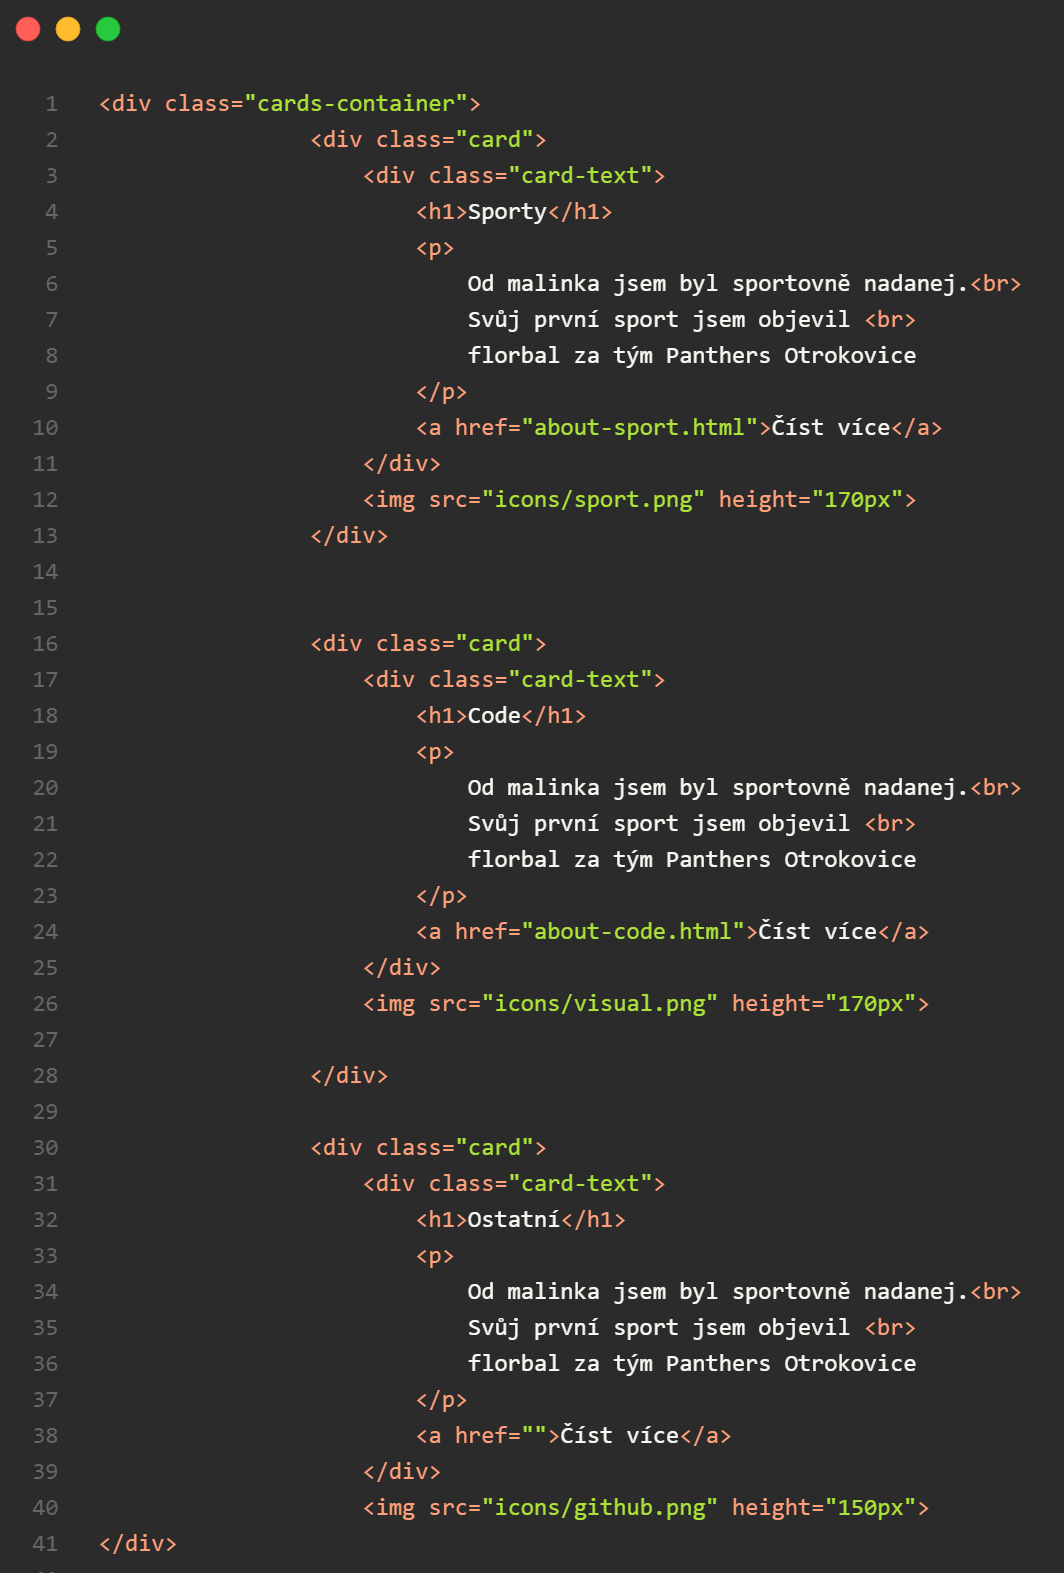 1 <div class="cards-container">
2 <div class="card">
3 <div class="card-text">
4 <h1>Sporty</h1>
5 <p>
6 Od malinka jsem byl sportovně nadanej.<br>
7 Svůj první sport jsem objevil <br>
8 florbal za tým Panthers Otrokovice
9 </p>
10 <a href="about-sport.html">Číst více</a>
11 </div>
12 <img src="icons/sport.png" height="170px">
13 </div>
14
15
16 <div class="card">
17 <div class="card-text">
18 <h1>Code</h1>
19 <p>
20 Od malinka jsem byl sportovně nadanej.<br>
21 Svůj první sport jsem objevil <br>
22 florbal za tým Panthers Otrokovice
23 </p>
24 <a href="about-code.html">Číst více</a>
25 </div>
26 <img src="icons/visual.png" height="170px">
27
28 </div>
29
30 <div class="card">
31 <div class="card-text">
32 <h1>Ostatní</h1>
33 <p>
34 Od malinka jsem byl sportovně nadanej.<br>
35 Svůj první sport jsem objevil <br>
36 florbal za tým Panthers Otrokovice
37 </p>
38 <a href="">Číst více</a>
39 </div>
40 <img src="icons/github.png" height="150px">
41 </div>